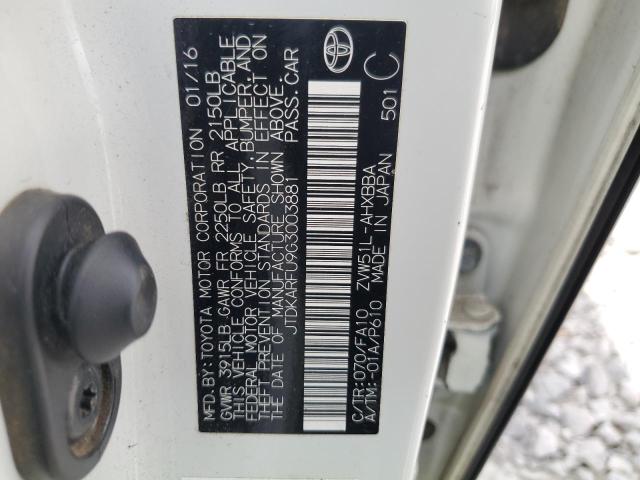 MFD.BY: TOYOTA MOTOR CORPORATION 01/16
GVWR 3915LB GAWR FR 2250LB RR 2150LB
THIS VEHICLE CONFORMS TO ALL APPLICABLE
FEDERAL MOTOR VEHICLE SAFETY, BUMPER, AND
THEFT PREVENTION STANDARDS IN EFFECT ON
THE DATE OF MANUFACTURE SHOWN ABOVE.
JTDKARFU9G3003881 PASS. CAR
C/TR: 070/FA10 ZVW51L-AHXBBA
A/TM: -01A/P610 MADE IN JAPAN 501 C